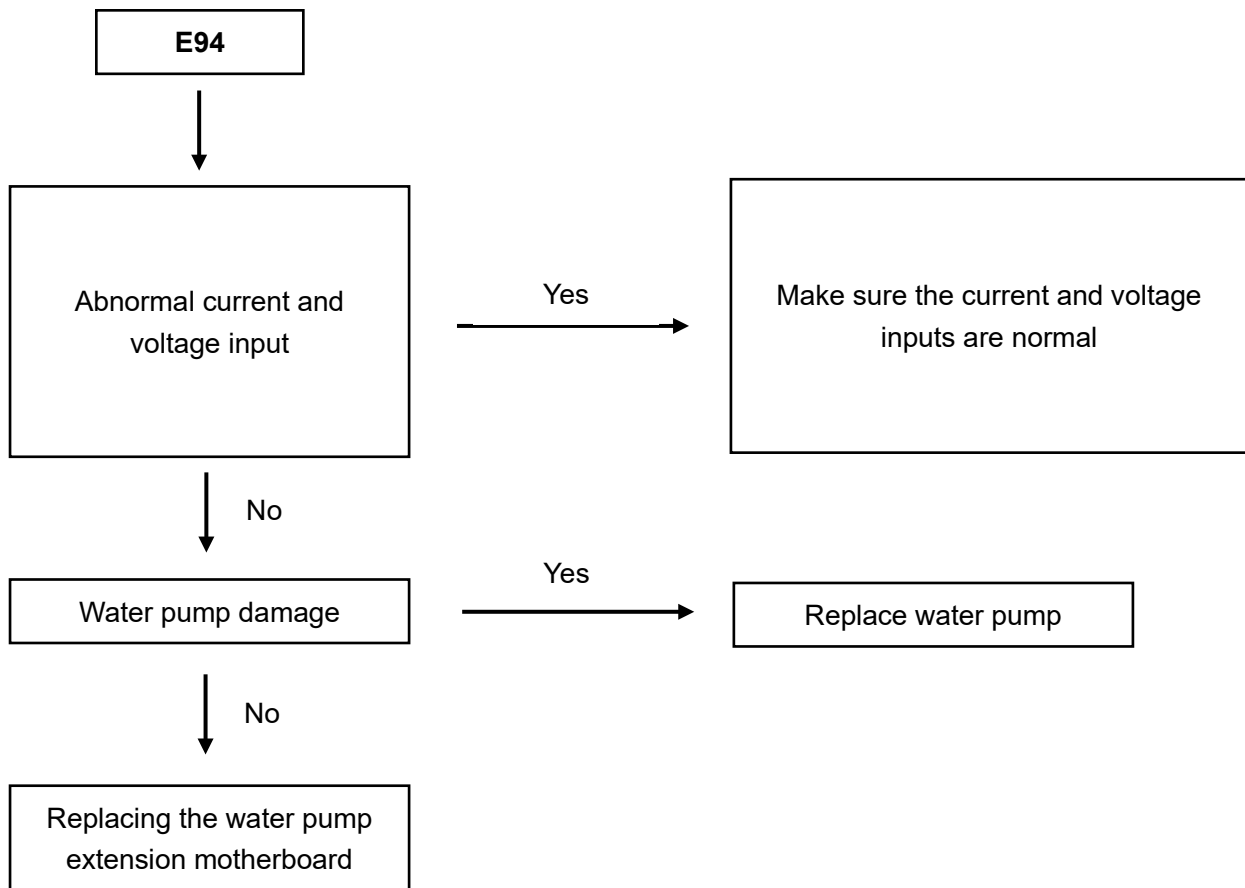 E94
Abnormal current and
voltage input
Yes
Make sure the current and voltage
inputs are normal
No
Water pump damage
Yes
Replace water pump
No
Replacing the water pump
extension motherboard